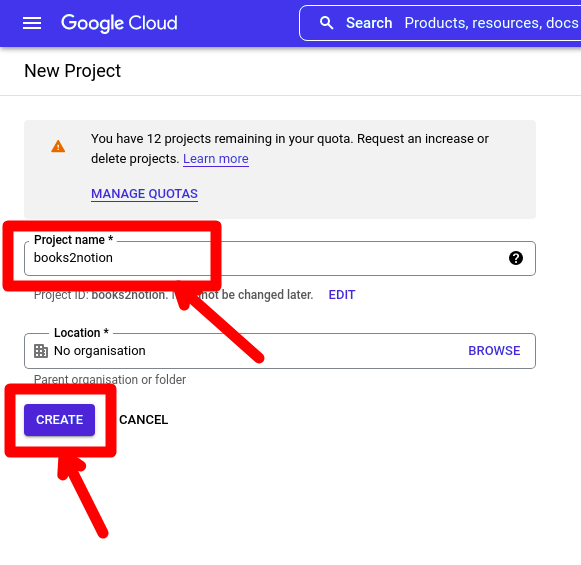 Google Cloud
Search Products, resources, docs
New Project
You have 12 projects remaining in your quota. Request an increase or
delete projects. Learn more
MANAGE QUOTAS
Project name *
books2notion
Project ID: books2notion. not be changed later. EDIT
Location *
No organisation BROWSE
Parent organisation or folder
CREATE CANCEL